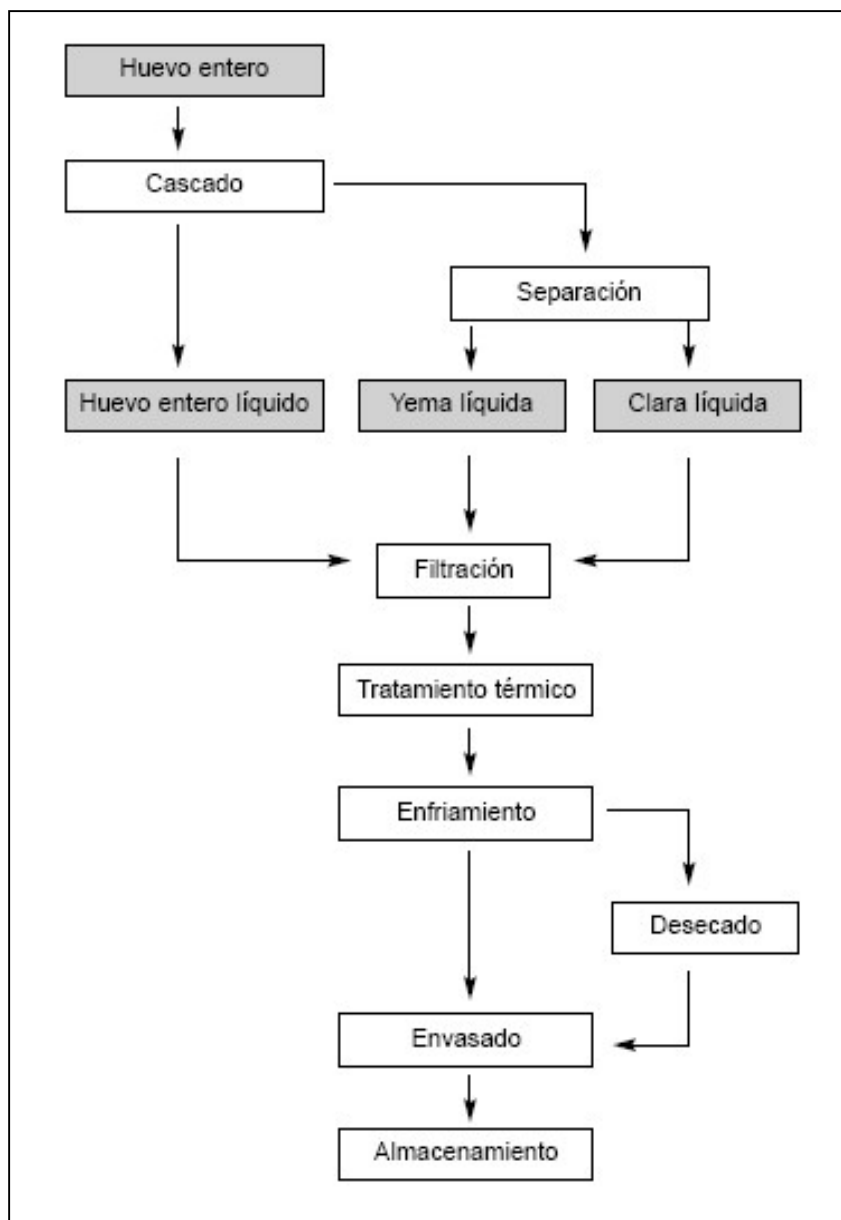 Huevo entero
Cascado
Separación
Huevo entero líquido
Yema líquida
Clara líquida
Filtración
Tratamiento térmico
Enfriamiento
Desecado
Envasado
Almacenamiento